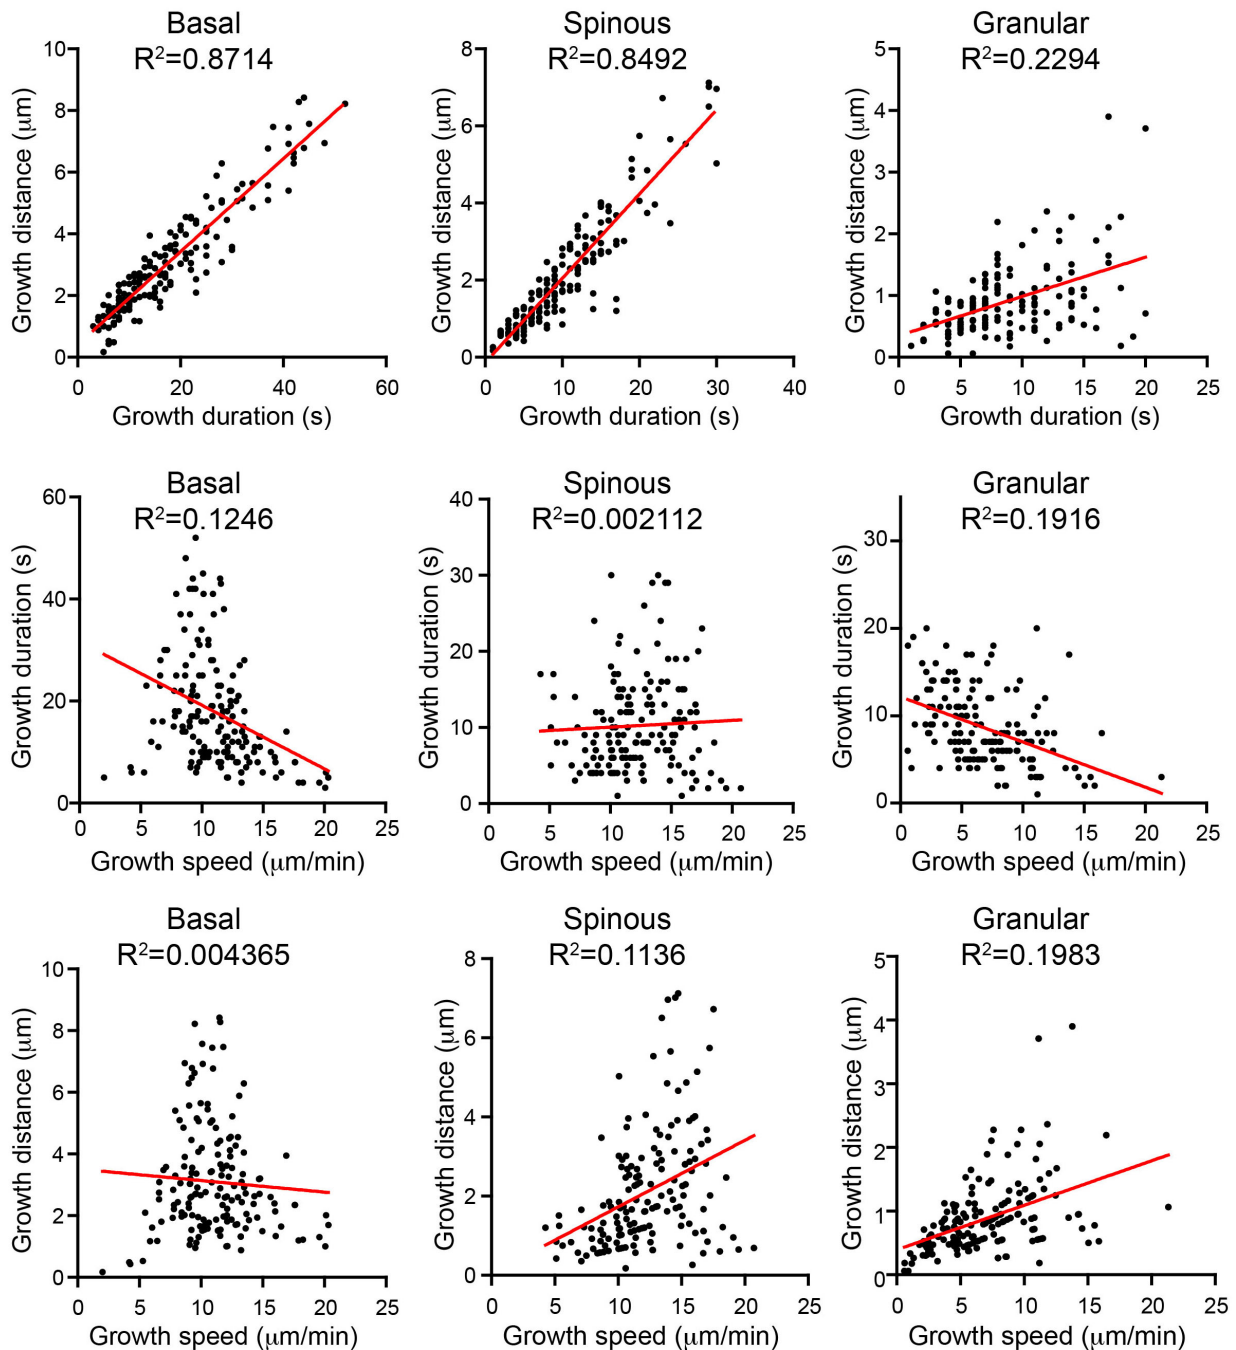 Basal
R²=0.8714
10
8
6
4
2
0
0 20 40 60
Growth distance (μm)
Growth duration (s)
Spinous
R²=0.8492
8
6
4
2
0
0 10 20 30 40
Growth distance (μm)
Growth duration (s)
Granular
R²=0.2294
5
4
3
2
1
0
0 5 10 15 20 25
Growth distance (μm)
Growth duration (s)
Basal
R²=0.1246
60
40
20
0
0 5 10 15 20 25
Growth duration (s)
Growth speed (μm/min)
Spinous
R²=0.002112
40
30
20
10
0
0 5 10 15 20 25
Growth duration (s)
Growth speed (μm/min)
Granular
R²=0.1916
30
20
10
0
0 5 10 15 20 25
Growth duration (s)
Growth speed (μm/min)
Basal
R²=0.004365
10
8
6
4
2
0
0 5 10 15 20 25
Growth distance (μm)
Growth speed (μm/min)
Spinous
R²=0.1136
8
6
4
2
0
0 5 10 15 20 25
Growth distance (μm)
Growth speed (μm/min)
Granular
R²=0.1983
5
4
3
2
1
0
0 5 10 15 20 25
Growth distance (μm)
Growth speed (μm/min)